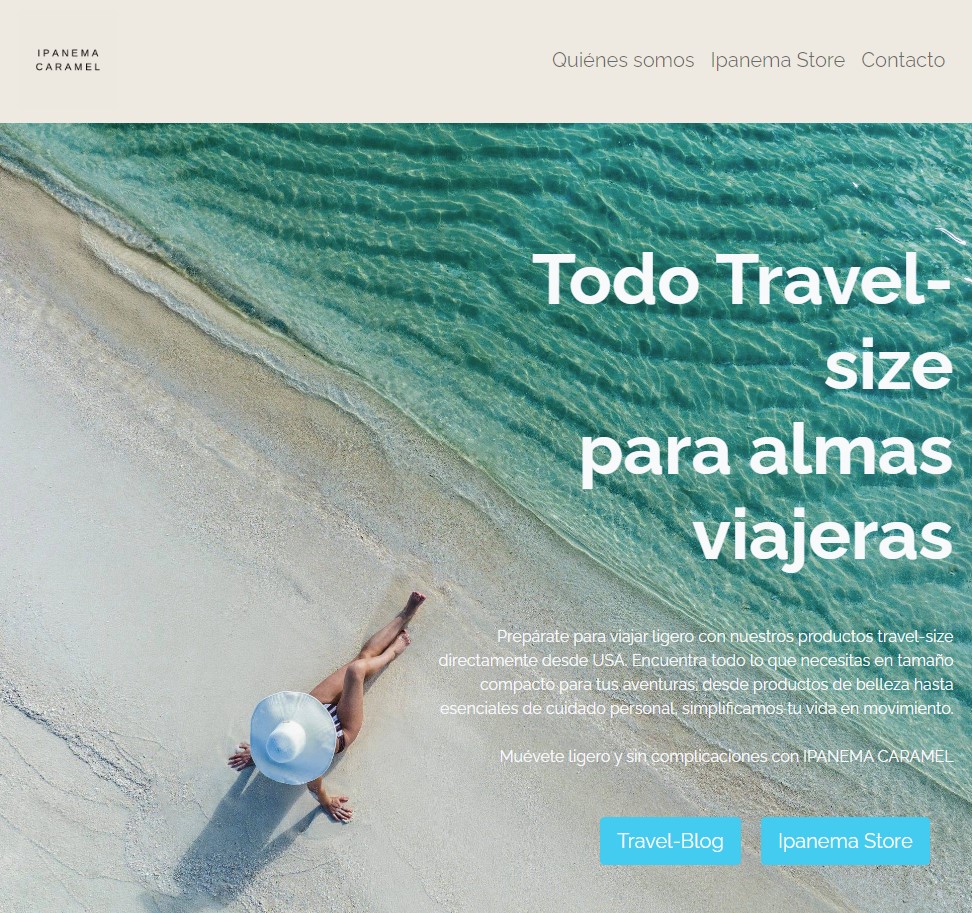 IPANEMA
CARAMEL
Quiénes somos Ipanema Store Contacto
Todo Travel-
size
para almas
viajeras
Prepárate para viajar ligero con nuestros productos travel-size
directamente desde USA. Encuentra todo lo que necesitas en tamaño
compacto para tus aventuras; desde productos de belleza hasta
esenciales de cuidado personal, simplificamos tu vida en movimiento.
Muévete ligero y sin complicaciones con IPANEMA CARAMEL
Travel-Blog Ipanema Store